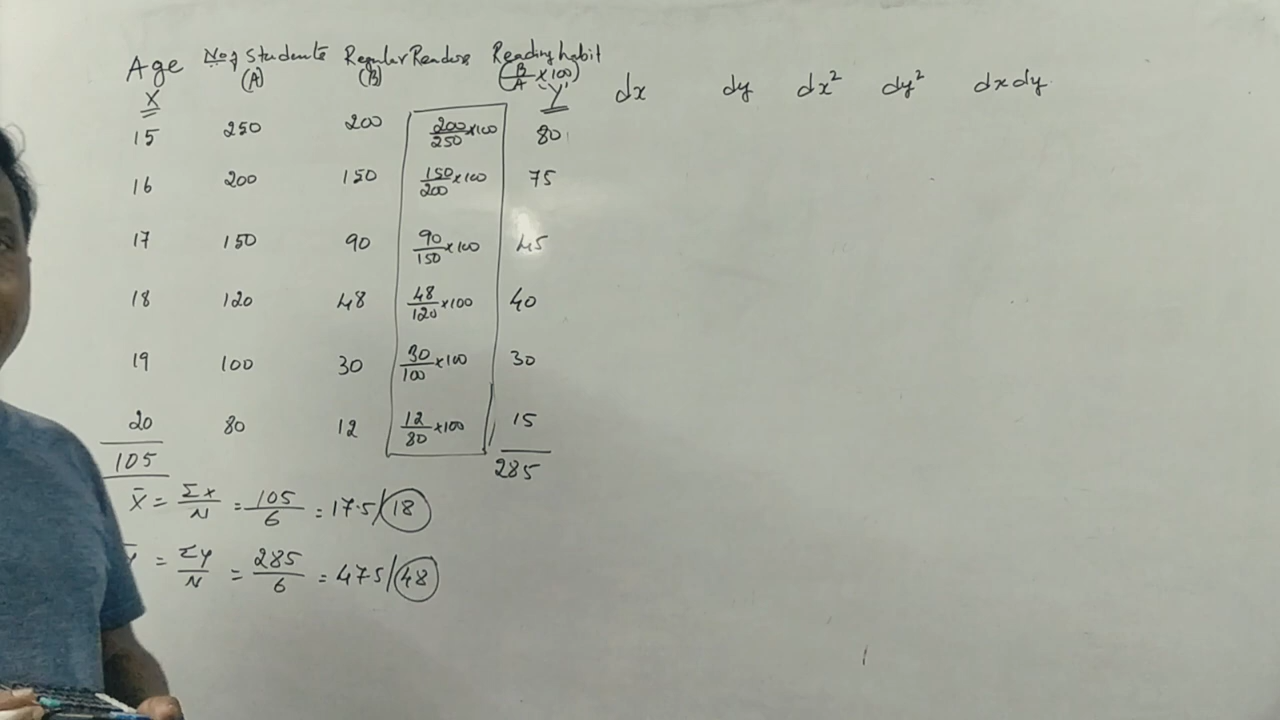 Age No of Students Regular Readers Reading habit
(A) (B) (B/A x 100)
X 'Y' dx dy dx² dy² dxdy
15 250 200 200/250 x100 80
16 200 150 150/200 x100 75
17 150 90 90/150 x100 45
18 120 48 48/120 x100 40
19 100 30 30/100 x100 30
20 80 12 12/80 x100 15
105 285
X̄ = Σx/N = 105/6 = 17.5/18
= Σy/N = 285/6 = 475/48